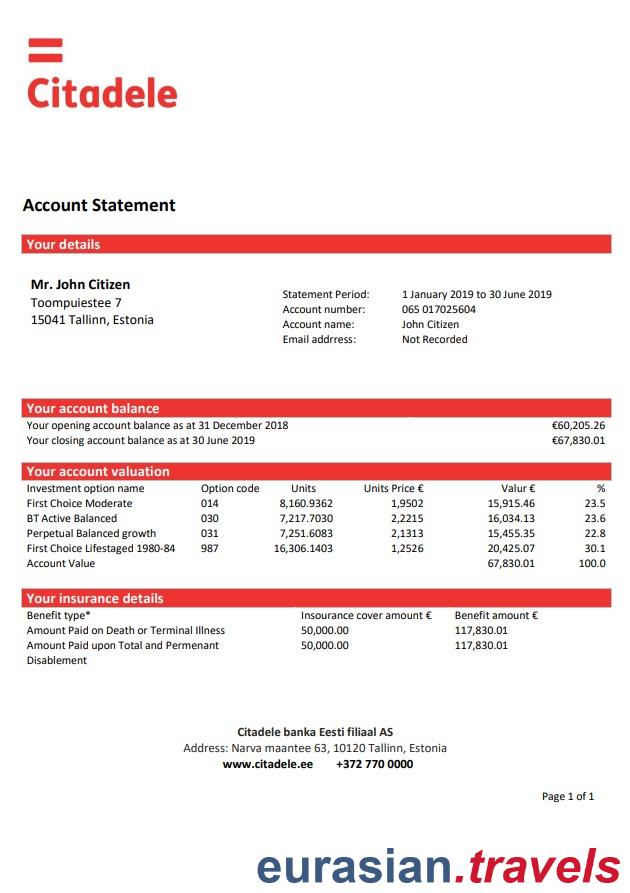 Citadele
Account Statement
Your details
Mr. John Citizen
Toompuiestee 7
15041 Tallinn, Estonia
Statement Period: 1 January 2019 to 30 June 2019
Account number: 065 017025604
Account name: John Citizen
Email addrress: Not Recorded
Your account balance
Your opening account balance as at 31 December 2018 €60,205.26
Your closing account balance as at 30 June 2019 €67,830.01
Your account valuation
Investment option name Option code Units Units Price € Valur € %
First Choice Moderate 014 8,160.9362 1,9502 15,915.46 23.5
BT Active Balanced 030 7,217.7030 2,2215 16,034.13 23.6
Perpetual Balanced growth 031 7,251.6083 2,1313 15,455.35 22.8
First Choice Lifestaged 1980-84 987 16,306.1403 1,2526 20,425.07 30.1
Account Value 67,830.01 100.0
Your insurance details
Benefit type* Insourance cover amount € Benefit amount €
Amount Paid on Death or Terminal Illness 50,000.00 117,830.01
Amount Paid upon Total and Permenant 50,000.00 117,830.01
Disablement
Citadele banka Eesti filiaal AS
Address: Narva maantee 63, 10120 Tallinn, Estonia
www.citadele.ee +372 770 0000
Page 1 of 1
eurasian.travels